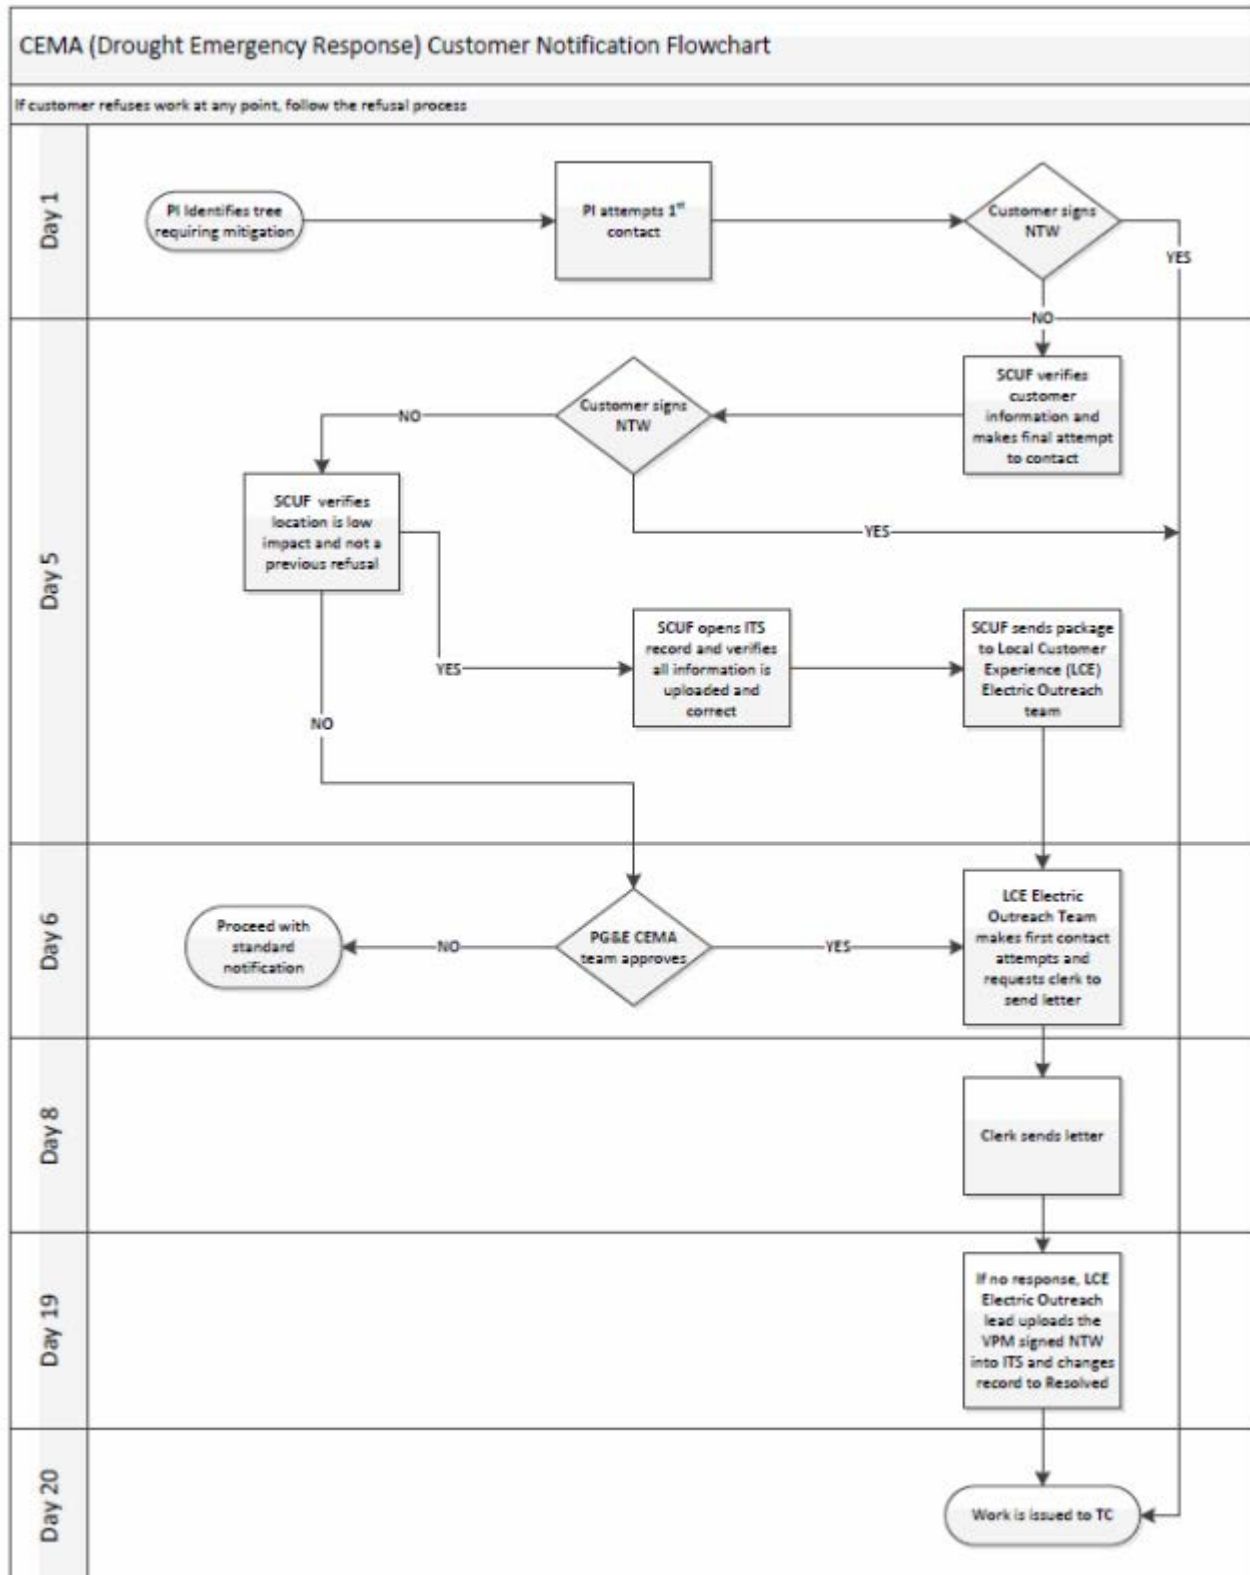 CEMA (Drought Emergency Response) Customer Notification Flowchart
If customer refuses work at any point, follow the refusal process
Day 1
PI Identifies tree
requiring mitigation
PI attempts 1st
contact
Customer signs
NTW
YES
NO
Day 5
SCUF verifies
customer
information and
makes final attempt
to contact
Customer signs
NTW
NO
YES
SCUF verifies
location is low
impact and not a
previous refusal
YES
NO
SCUF opens ITS
record and verifies
all information is
uploaded and
correct
SCUF sends package
to Local Customer
Experience (LCE)
Electric Outreach
team
Day 6
Proceed with
standard
notification
NO
PG&E CEMA
team approves
YES
LCE Electric
Outreach Team
makes first contact
attempts and
requests clerk to
send letter
Day 8
Clerk sends letter
Day 19
If no response, LCE
Electric Outreach
lead uploads the
VPM signed NTW
into ITS and changes
record to Resolved
Day 20
Work is issued to TC